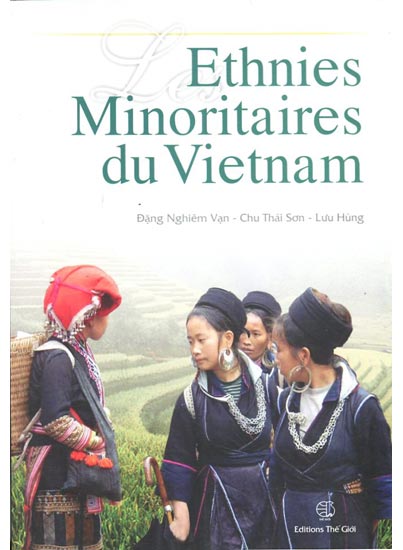 Les
Ethnies
Minoritaires
du Vietnam
Đặng Nghiêm Vạn - Chu Thái Sơn - Lưu Hùng
Editions Thế Giới